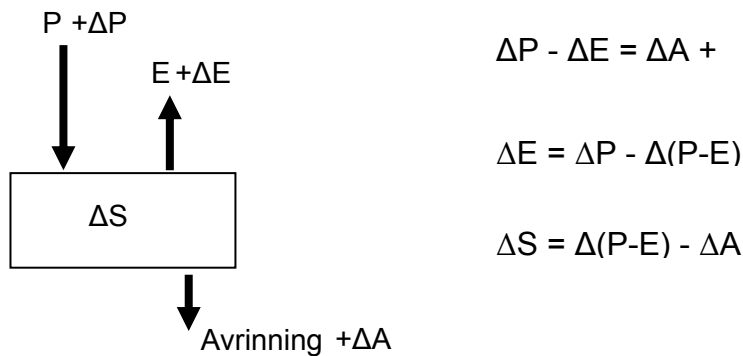 P +ΔP
E +ΔE
ΔS
Avrinning +ΔA
ΔP - ΔE = ΔA +
ΔE = ΔP - Δ(P-E)
ΔS = Δ(P-E) - ΔA